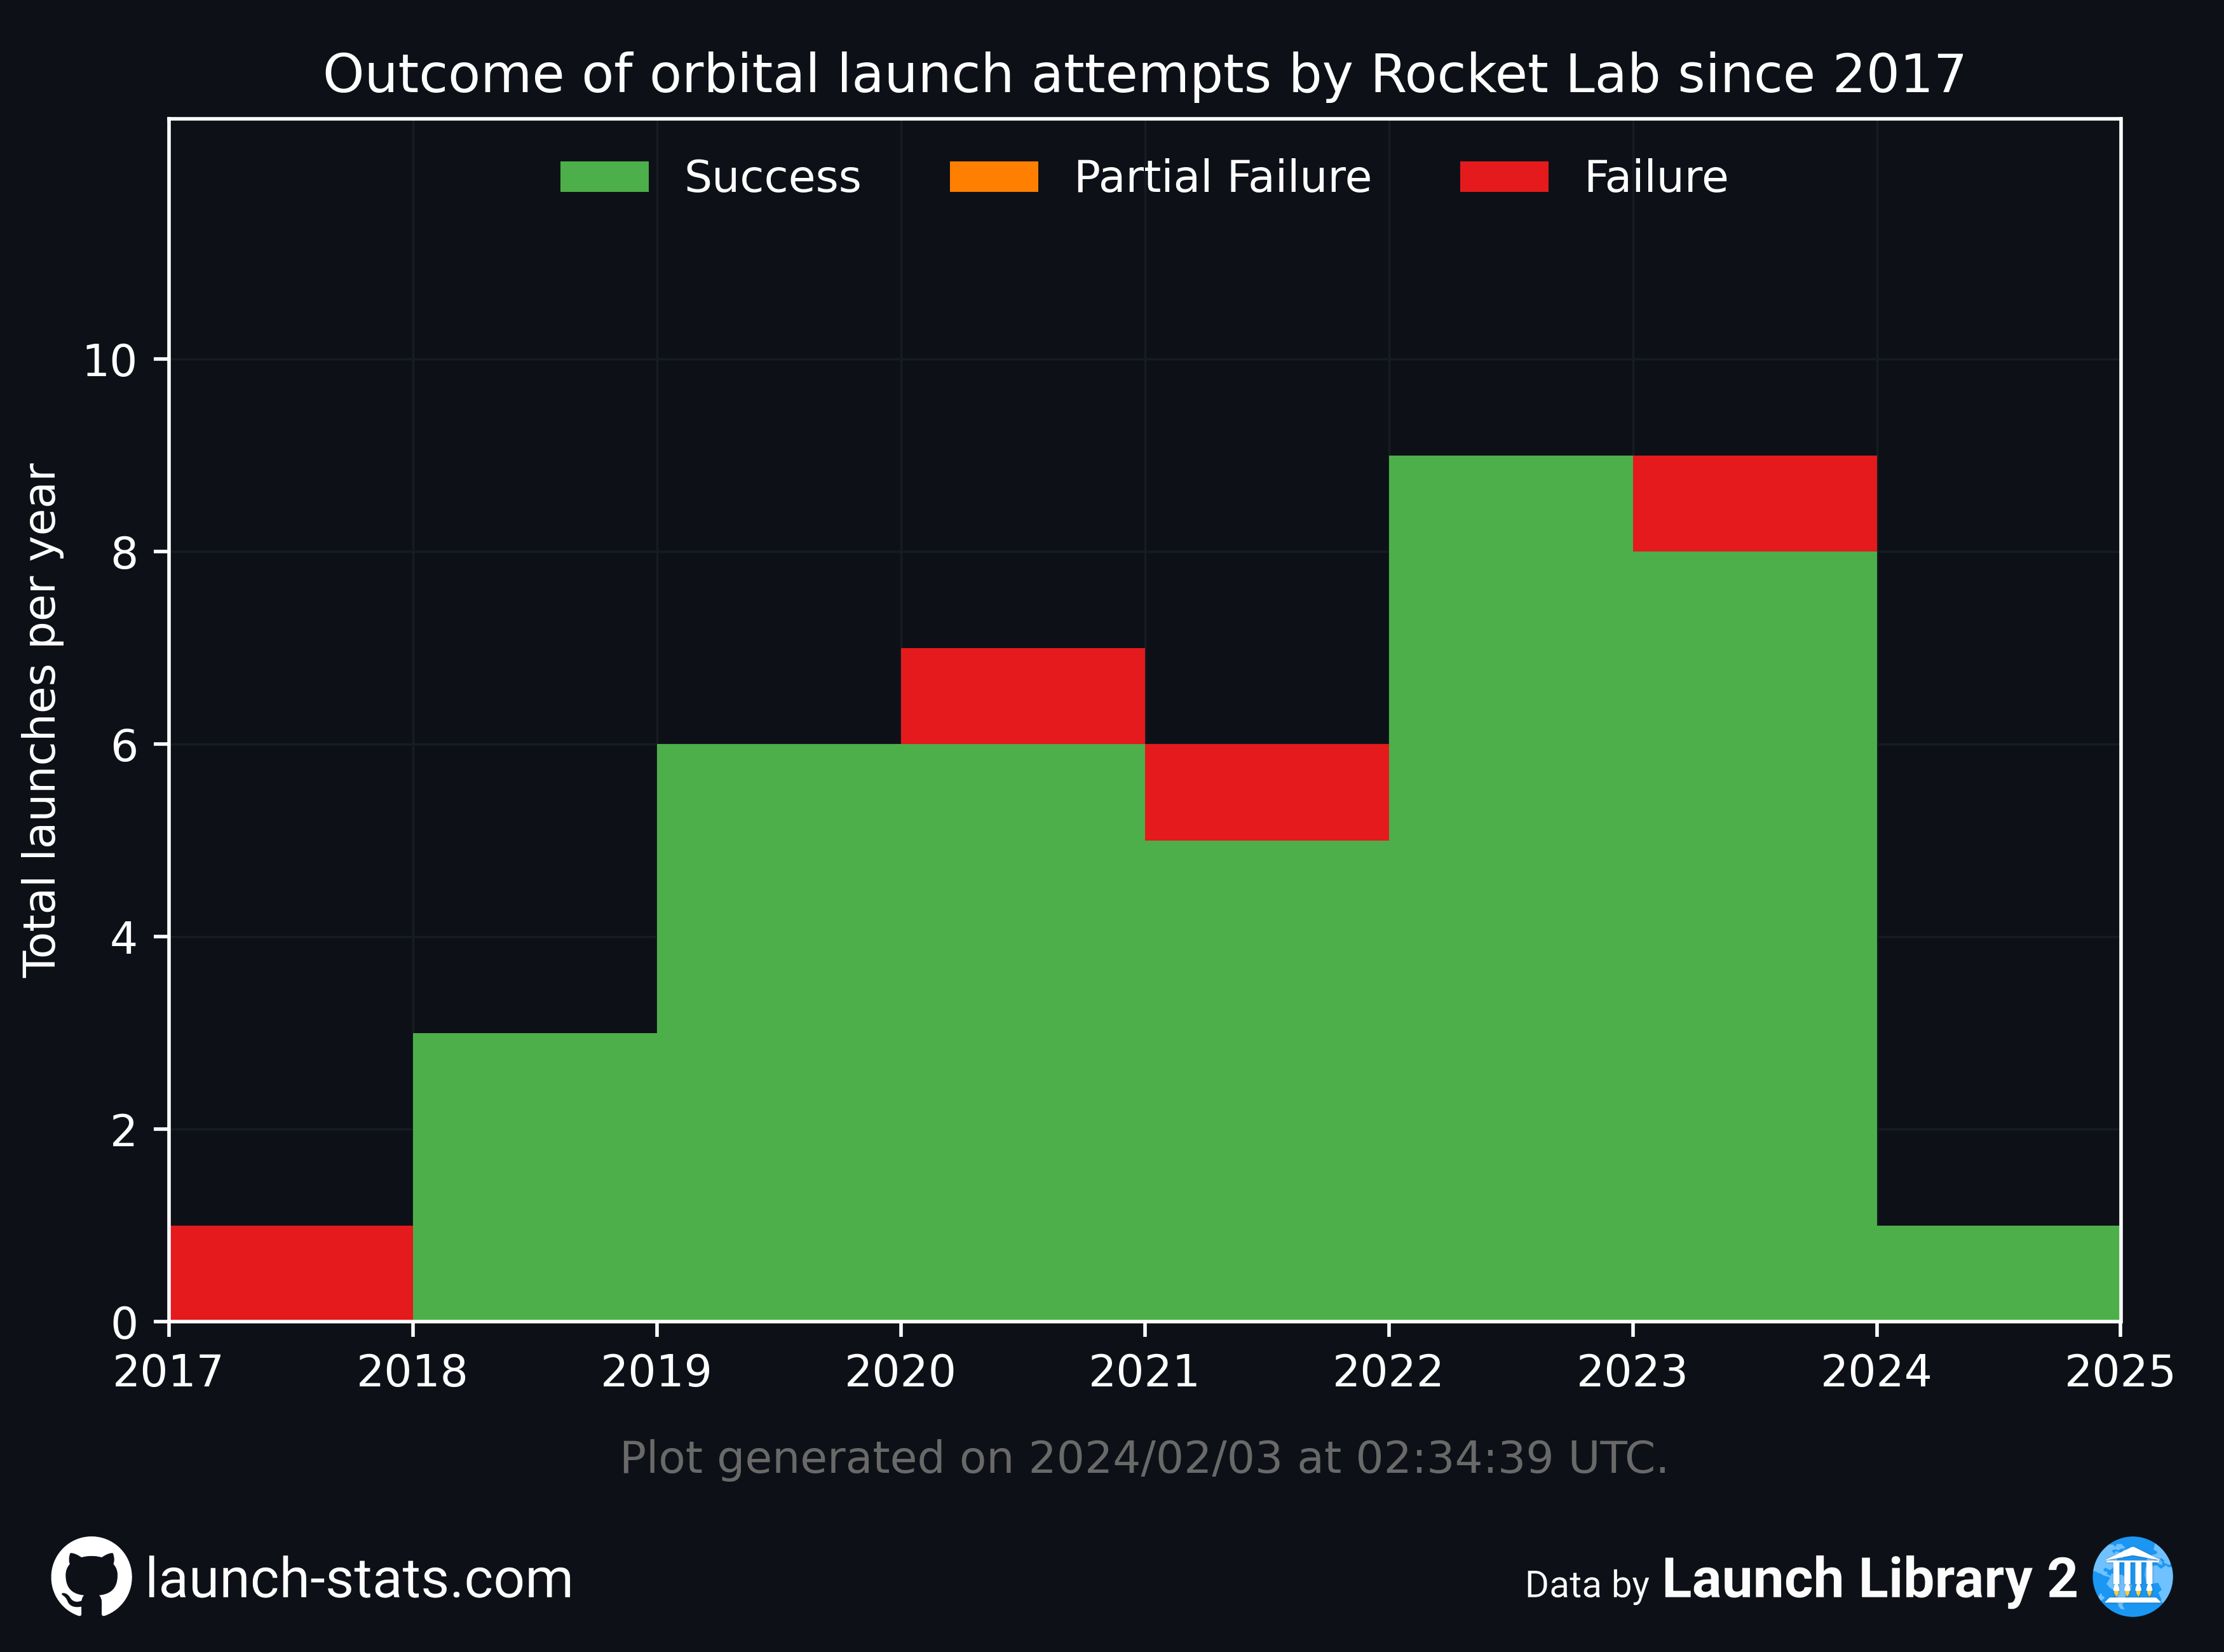 Outcome of orbital launch attempts by Rocket Lab since 2017
Success Partial Failure Failure
Total launches per year
10
8
6
4
2
0
2017 2018 2019 2020 2021 2022 2023 2024 2025
Plot generated on 2024/02/03 at 02:34:39 UTC.
launch-stats.com
Data by Launch Library 2